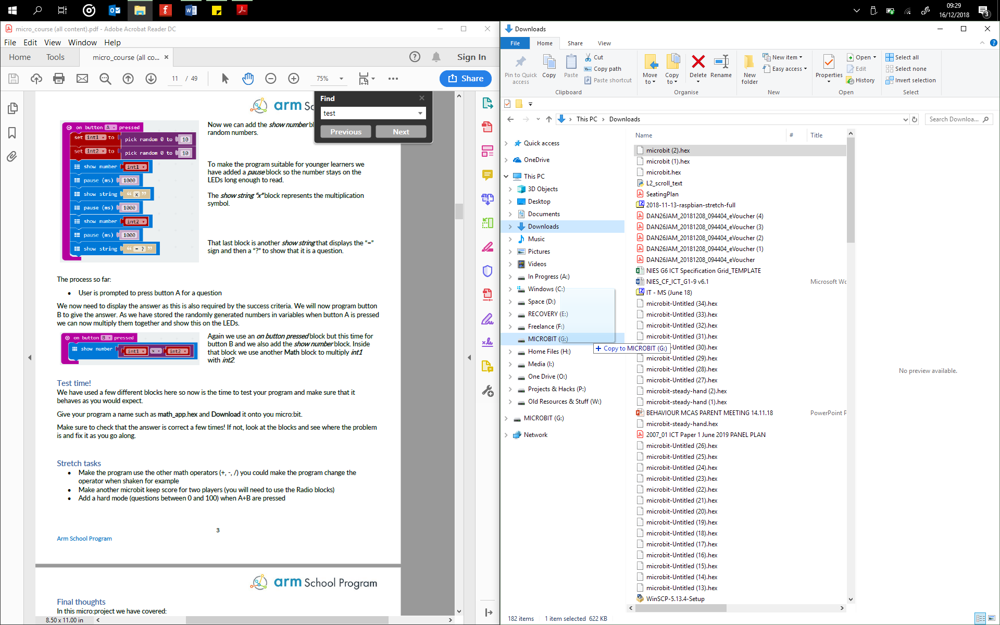 09:29
16/12/2018
3
micro_course (all content).pdf - Adobe Acrobat Reader DC
File Edit View Window Help
Home Tools micro_course (all co... × Sign In
11 / 49 75% Share
Find
test
Previous Next
arm Sc
on button A pressed
set int1 to pick random 0 to 10
set int2 to pick random 0 to 10
show number int1
pause (ms) 1000
show string “ x ”
pause (ms) 1000
show number int2
pause (ms) 1000
show string “ = ? ”
Now we can add the show number bl
random numbers.
To make the program suitable for younger learners we
have added a pause block so the number stays on the
LEDs long enough to read.
The show string “x” block represents the multiplication
symbol.
That last block is another show string that displays the “=”
sign and then a “?” to show that it is a question.
The process so far:
• User is prompted to press button A for a question
We now need to display the answer as this is also required by the success criteria. We will now program button
B to give the answer. As we have stored the randomly generated numbers in variables when button A is pressed
we can now multiply them together and show this on the LEDs.
on button B pressed
show number int1 x int2
Again we use an on button pressed block but this time for
button B and we also add the show number block. Inside
that block we use another Math block to multiply int1
with int2.
Test time!
We have used a few different blocks here so now is the time to test your program and make sure that it
behaves as you would expect.
Give your program a name such as math_app.hex and Download it onto you micro:bit.
Make sure to check that the answer is correct a few times! If not, look at the blocks and see where the problem
is and fix it as you go along.
Stretch tasks
• Make the program use the other math operators (+, -, /) you could make the program change the
operator when shaken for example
• Make another microbit keep score for two players (you will need to use the Radio blocks)
• Add a hard mode (questions between 0 and 100) when A+B are pressed
3
Arm School Program
arm School Program
Final thoughts
In this micro:project we have covered:
8.50 x 11.00 in
Downloads
File Home Share View
Pin to Quick access
Copy
Paste
Cut
Copy path
Paste shortcut
Clipboard
Move to
Copy to
Delete
Rename
Organise
New folder
New item
Easy access
New
Properties
Open
Edit
History
Open
Select all
Select none
Invert selection
Select
This PC > Downloads
Search Downloa...
Quick access
OneDrive
This PC
3D Objects
Desktop
Documents
Downloads
Music
Pictures
Videos
In Progress (A:)
Windows (C:)
Space (D:)
RECOVERY (E:)
Freelance (F:)
MICROBIT (G:)
Home Files (H:)
Media (I:)
One Drive (O:)
Projects & Hacks (P:)
Old Resources & Stuff (W:)
MICROBIT (G:)
Network
+ Copy to MICROBIT (G:)
Name # Title
microbit (2).hex
microbit (1).hex
microbit.hex
L2_scroll_text
SeatingPlan
2018-11-13-raspbian-stretch-full
DAN26JAM_20181208_094404_eVoucher (4)
DAN26JAM_20181208_094404_eVoucher (3)
DAN26JAM_20181208_094404_eVoucher (2)
DAN26JAM_20181208_094404_eVoucher (1)
DAN26JAM_20181208_094404_eVoucher
NIES G6 ICT Specification Grid_TEMPLATE
NIES_CF_ICT_G1-9 v6.1 Microsoft Wo
IT - MS (June 18)
microbit-Untitled (34).hex
microbit-Untitled (33).hex
microbit-Untitled (32).hex
microbit-Untitled (31).hex
-Untitled (30).hex
microbit-Untitled (29).hex
microbit-Untitled (28).hex
microbit-Untitled (27).hex
microbit-steady-hand (2).hex
microbit-steady-hand (1).hex
BEHAVIOUR MCAS PARENT MEETING 14.11.18 PowerPoint P
microbit-steady-hand.hex
2007_01 ICT Paper 1 June 2019 PANEL PLAN
microbit-Untitled (26).hex
microbit-Untitled (25).hex
microbit-Untitled (24).hex
microbit-Untitled (23).hex
microbit-Untitled (22).hex
microbit-Untitled (21).hex
microbit-Untitled (20).hex
microbit-Untitled (19).hex
microbit-Untitled (18).hex
microbit-Untitled (17).hex
microbit-Untitled (16).hex
microbit-Untitled (15).hex
microbit-Untitled (14).hex
microbit-Untitled (13).hex
WinSCP-5.13.4-Setup
No preview available.
182 items 1 item selected 622 KB